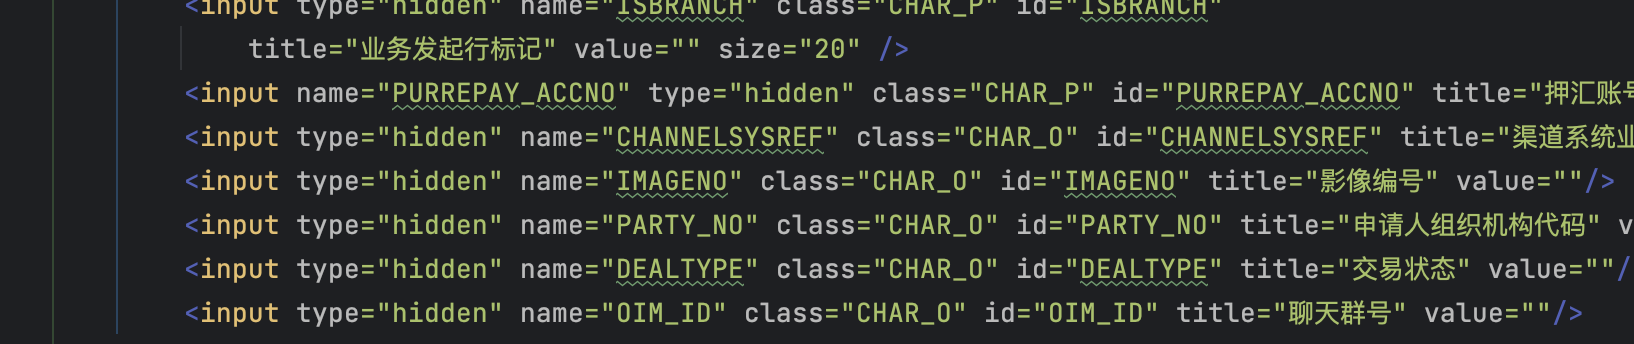 <input type="hidden" name="ISBRANCH" class="CHAR_P" id="ISBRANCH"
title="业务发起行标记" value="" size="20" />
<input name="PURREPAY_ACCNO" type="hidden" class="CHAR_P" id="PURREPAY_ACCNO" title="押汇账号
<input type="hidden" name="CHANNELSYSREF" class="CHAR_O" id="CHANNELSYSREF" title="渠道系统业
<input type="hidden" name="IMAGENO" class="CHAR_O" id="IMAGENO" title="影像编号" value=""/>
<input type="hidden" name="PARTY_NO" class="CHAR_O" id="PARTY_NO" title="申请人组织机构代码" v
<input type="hidden" name="DEALTYPE" class="CHAR_O" id="DEALTYPE" title="交易状态" value=""/
<input type="hidden" name="OIM_ID" class="CHAR_O" id="OIM_ID" title="聊天群号" value=""/>